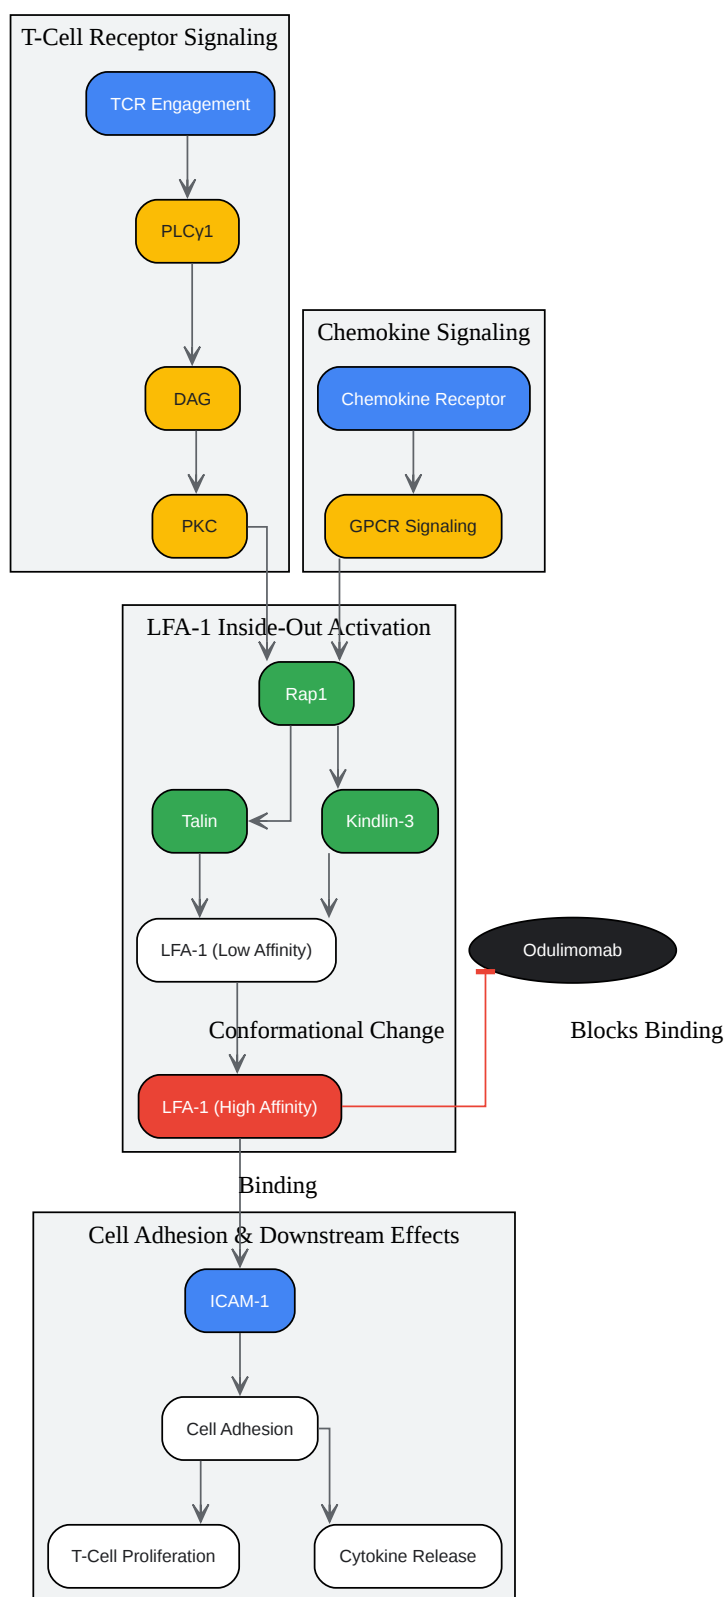 T-Cell Receptor Signaling
TCR Engagement
PLCγ1
DAG
PKC
Chemokine Signaling
Chemokine Receptor
GPCR Signaling
LFA-1 Inside-Out Activation
Rap1
Talin
Kindlin-3
LFA-1 (Low Affinity)
Odulimomab
Conformational Change
Blocks Binding
LFA-1 (High Affinity)
Binding
Cell Adhesion & Downstream Effects
ICAM-1
Cell Adhesion
T-Cell Proliferation
Cytokine Release